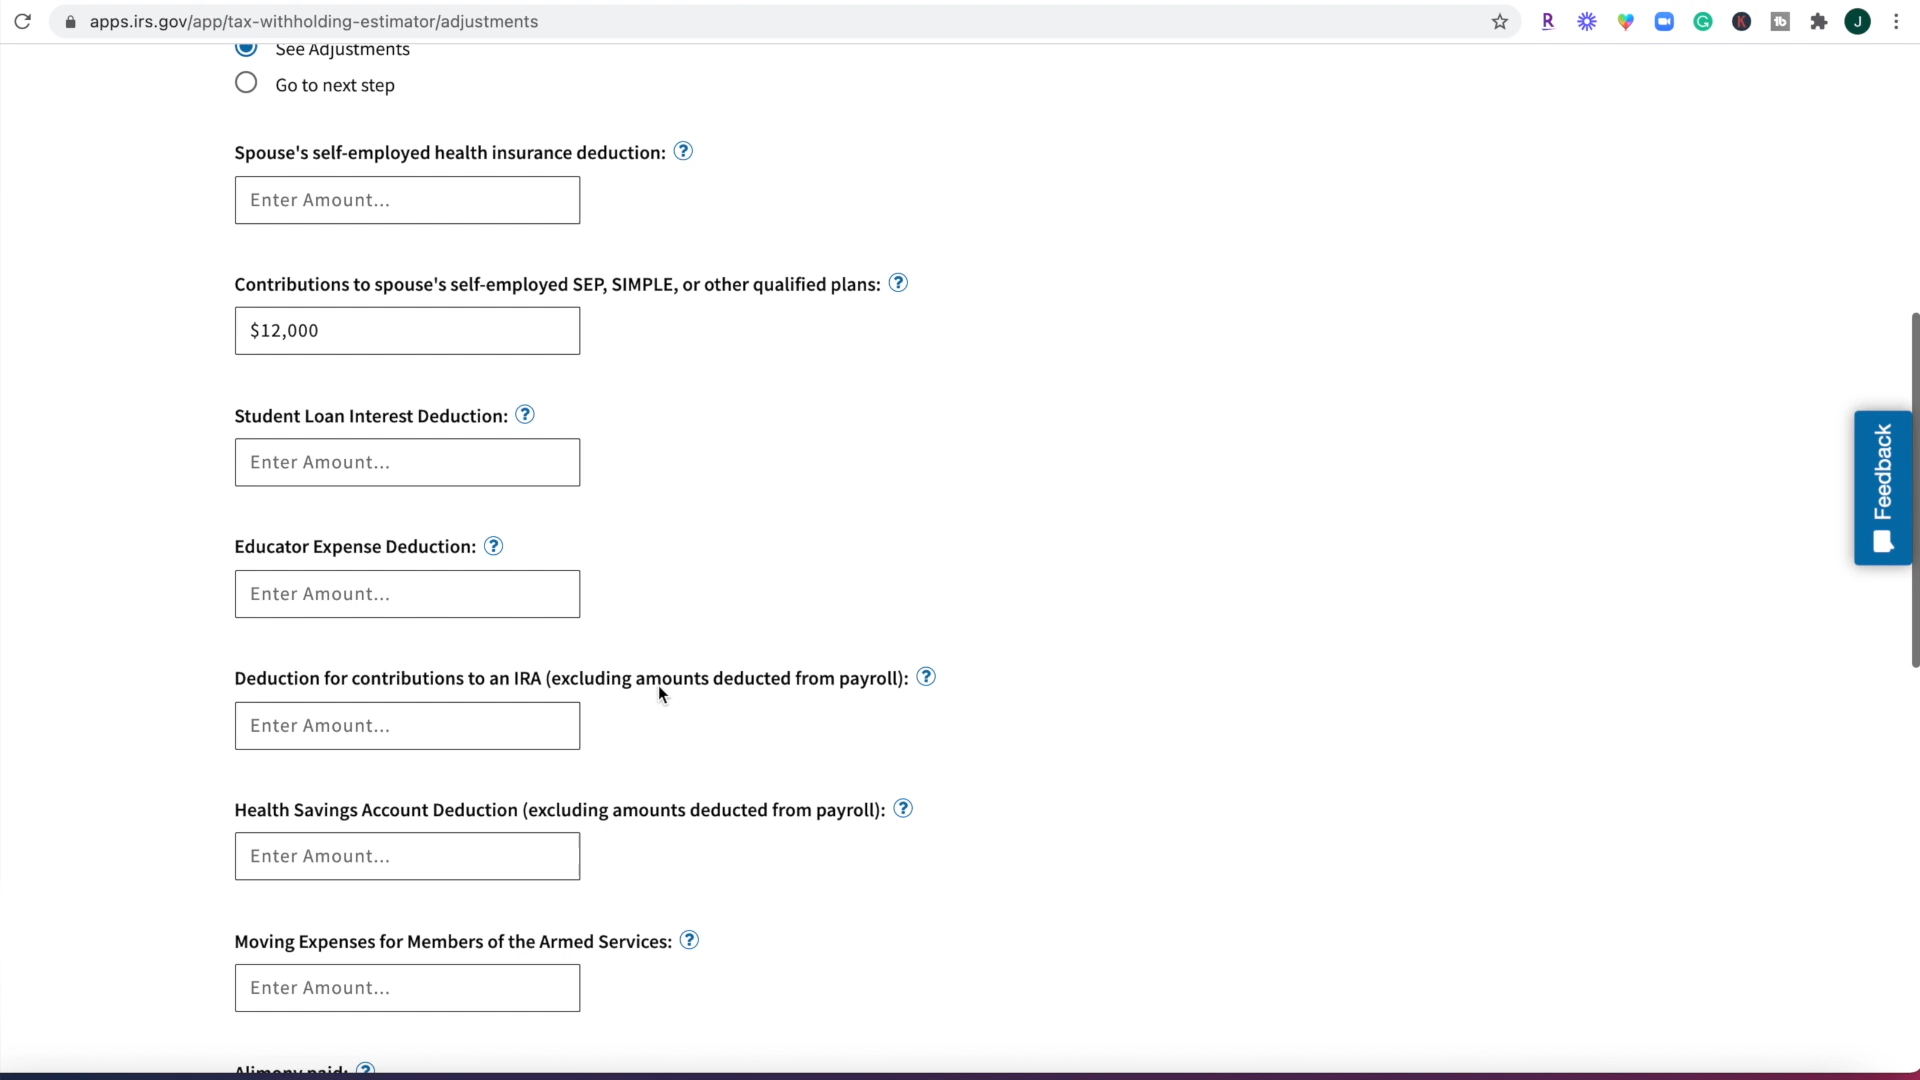 apps.irs.gov/app/tax-withholding-estimator/adjustments
R
G
K
tb
J
See Adjustments
Go to next step
Spouse's self-employed health insurance deduction: ?
Enter Amount...
Contributions to spouse's self-employed SEP, SIMPLE, or other qualified plans: ?
$12,000
Student Loan Interest Deduction: ?
Enter Amount...
Feedback
Educator Expense Deduction: ?
Enter Amount...
Deduction for contributions to an IRA (excluding amounts deducted from payroll): ?
Enter Amount...
Health Savings Account Deduction (excluding amounts deducted from payroll): ?
Enter Amount...
Moving Expenses for Members of the Armed Services: ?
Enter Amount...
Alimony paid: ?